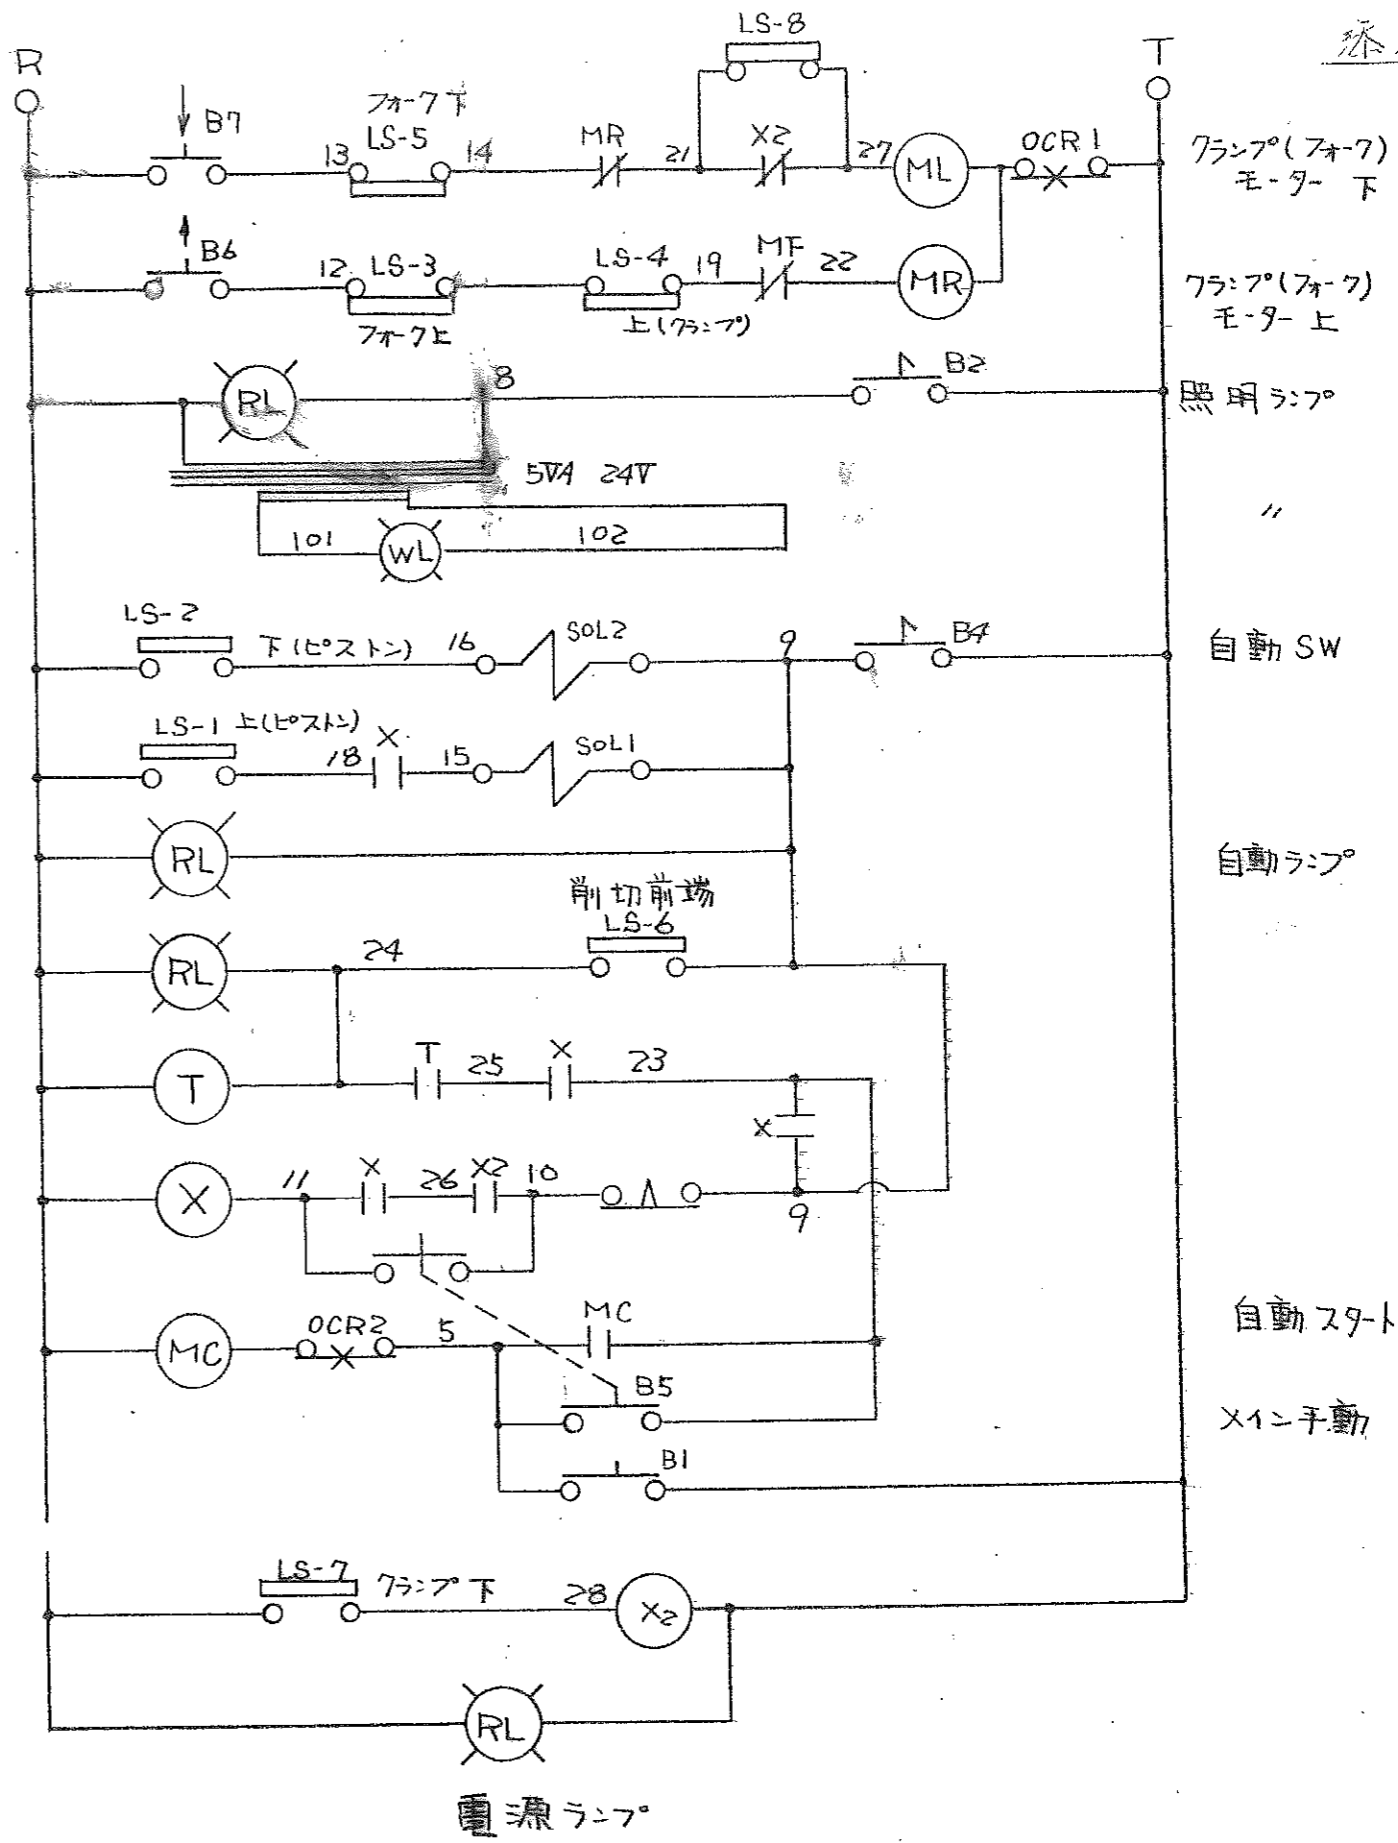 LS-8
R
T
B7
フォーク下
LS-5
13
14
MR
21
X2
27
ML
OCR1
クランプ(フォーク)
モーター 下
B6
12
LS-3
フォーク上
LS-4
上(クランプ)
19
MF
22
MR
クランプ(フォーク)
モーター 上
RL
8
B2
照明ランプ
5VA 24V
101
WL
102
〃
LS-2
下(ピストン)
16
SOL2
9
B4
自動SW
LS-1
上(ピストン)
18
X
15
SOL1
RL
自動ランプ
削切前端
LS-6
RL
24
T
T
25
X
23
X
X
11
X
26
X2
10
9
自動スタート
MC
OCR2
5
MC
B5
メイン手動
B1
LS-7
クランプ下
28
X2
RL
電源ランプ